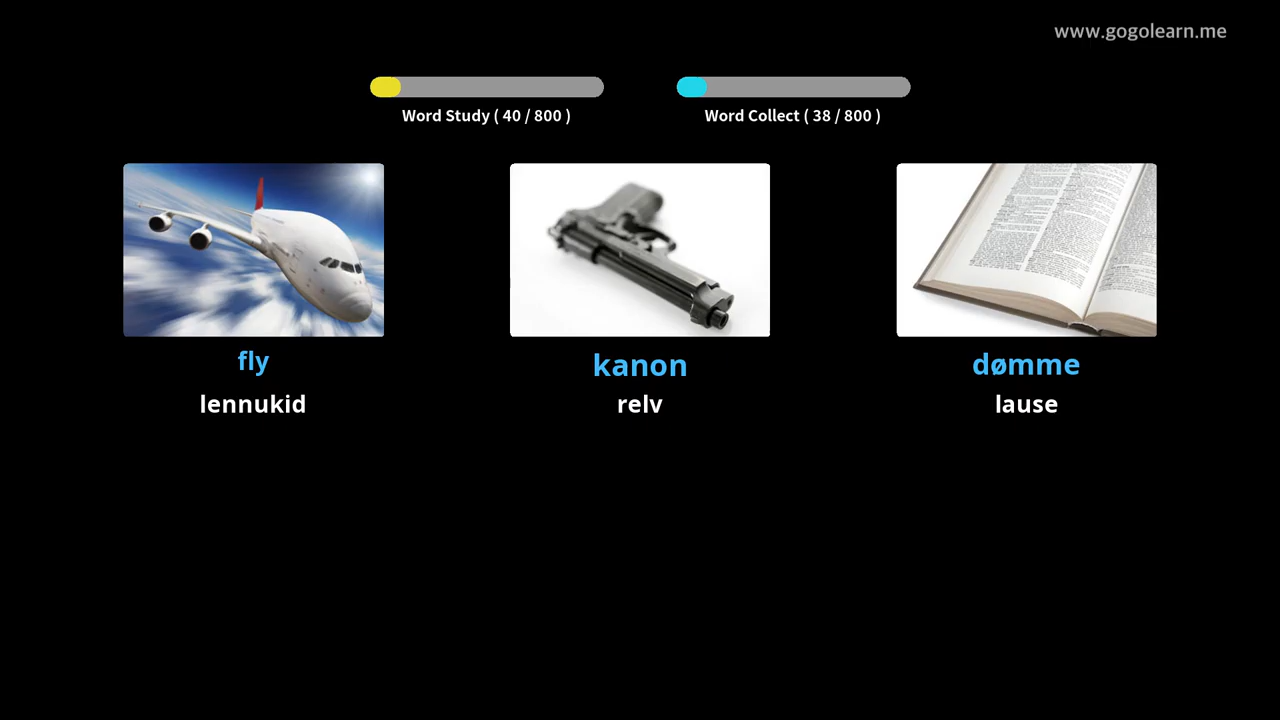 www.gogolearn.me
Word Study ( 40 / 800 )
Word Collect ( 38 / 800 )
fly
kanon
dømme
lennukid
relv
lause